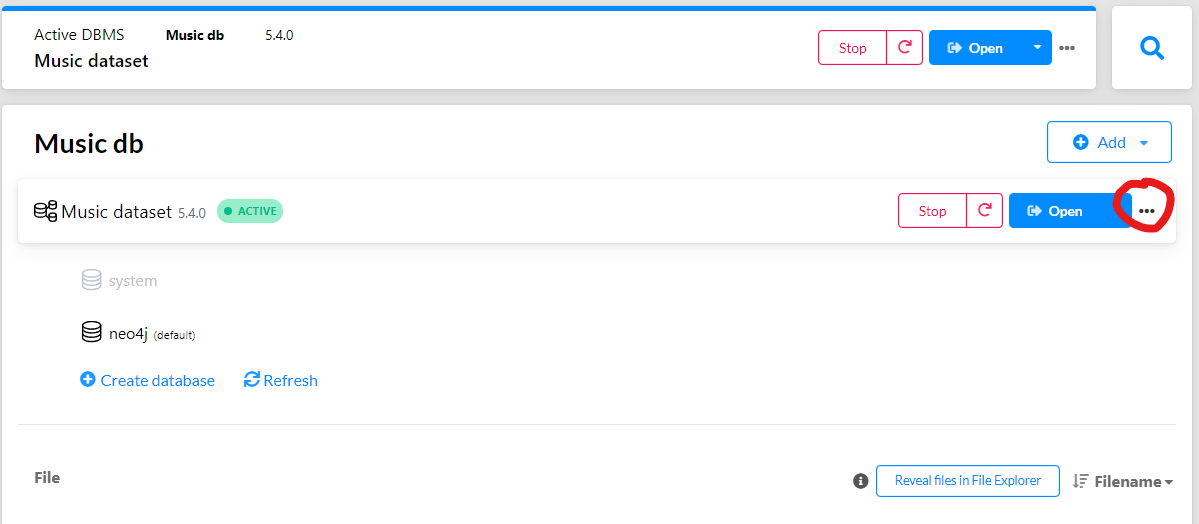 Active DBMS Music db 5.4.0
Music dataset
Stop Open
Music db
Add
Music dataset 5.4.0 ACTIVE
Stop Open
system
neo4j (default)
Create database Refresh
File
Reveal files in File Explorer Filename